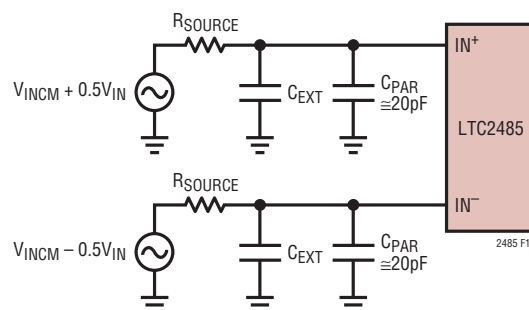 RSOURCE
VINCM + 0.5VIN
CEXT
CPAR
≅20pF
IN+
LTC2485
RSOURCE
VINCM – 0.5VIN
CEXT
CPAR
≅20pF
IN–
2485 F1